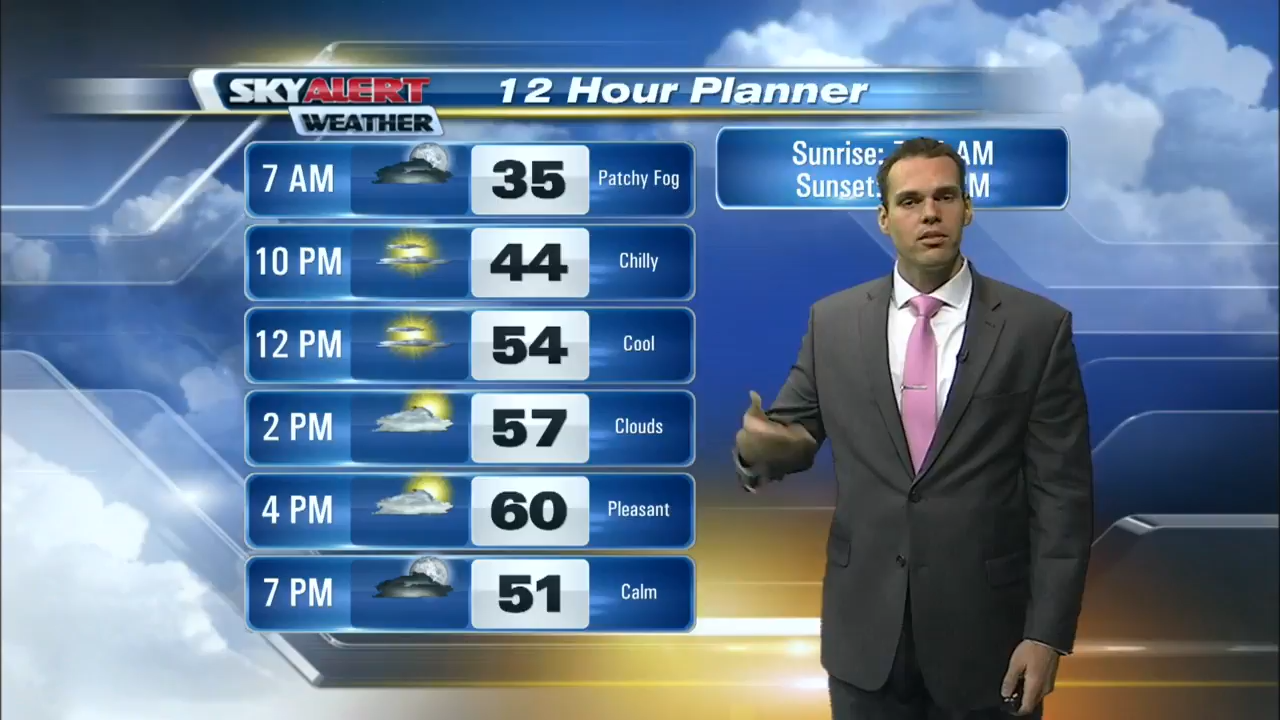 SKYALERT
WEATHER
12 Hour Planner
7 AM 35 Patchy Fog
10 PM 44 Chilly
12 PM 54 Cool
2 PM 57 Clouds
4 PM 60 Pleasant
7 PM 51 Calm
Sunrise: AM
Sunset: